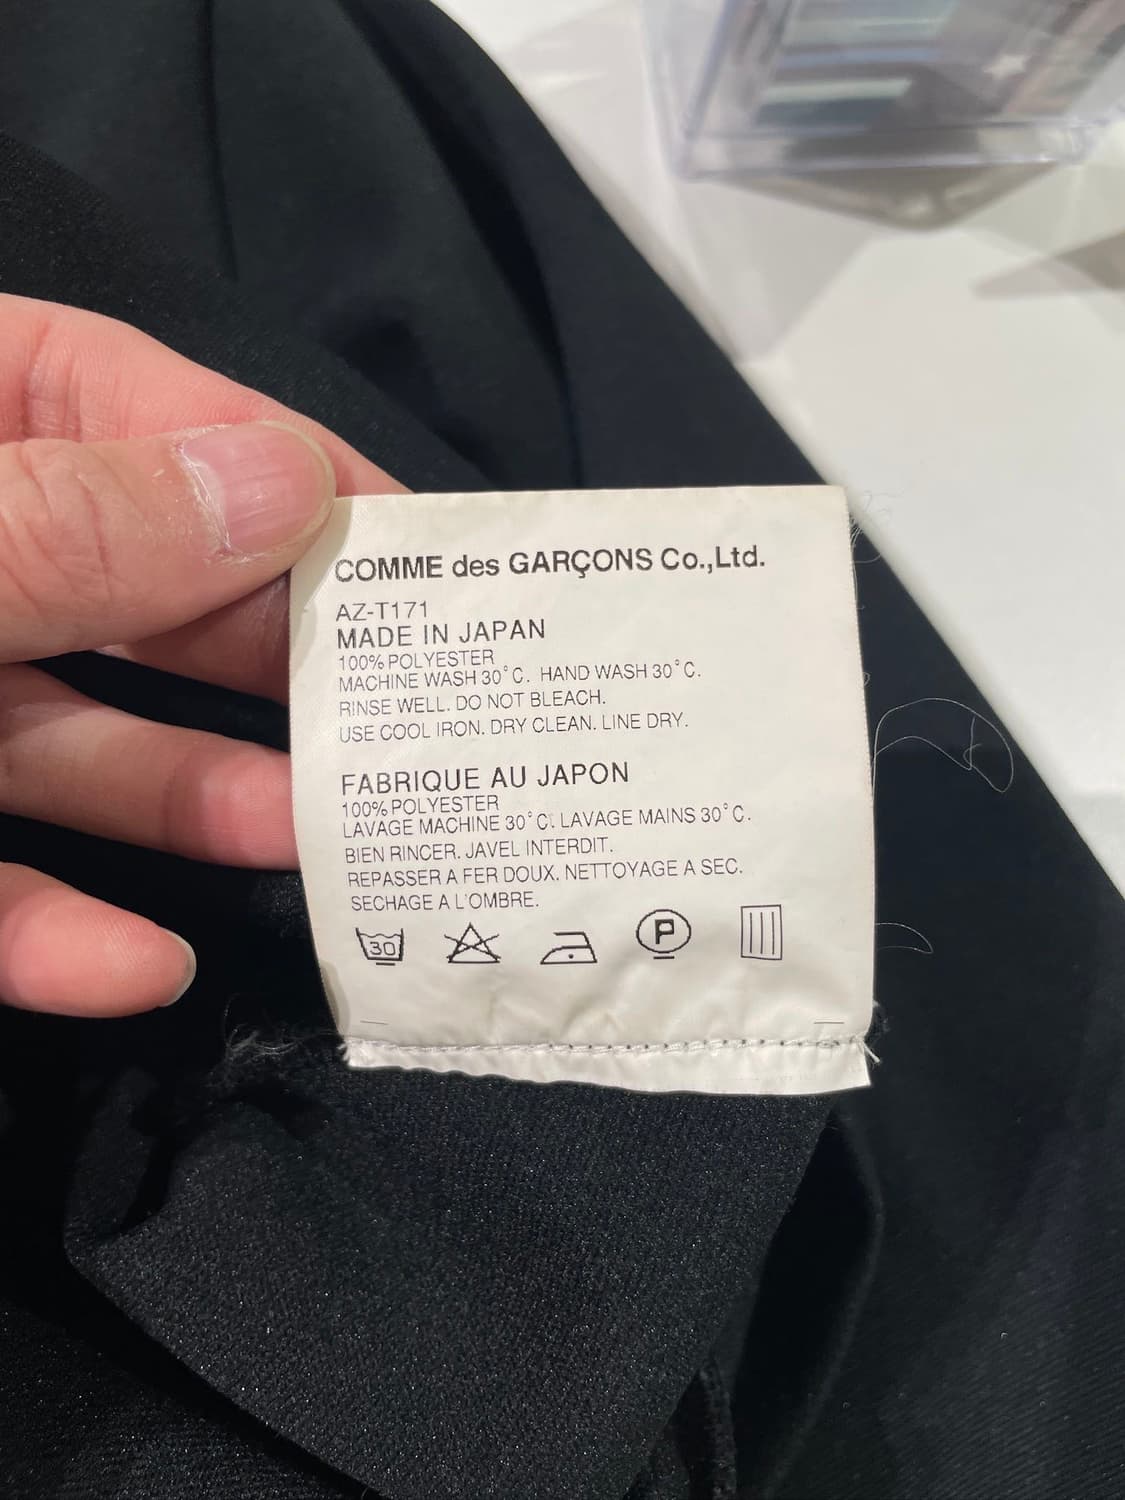 COMME des GARÇONS Co.,Ltd.
AZ-T171
MADE IN JAPAN
100% POLYESTER
MACHINE WASH 30°C. HAND WASH 30°C.
RINSE WELL. DO NOT BLEACH.
USE COOL IRON. DRY CLEAN. LINE DRY.
FABRIQUE AU JAPON
100% POLYESTER
LAVAGE MACHINE 30°C. LAVAGE MAINS 30°C.
BIEN RINCER. JAVEL INTERDIT.
REPASSER A FER DOUX. NETTOYAGE A SEC.
SECHAGE A L'OMBRE.
30 P